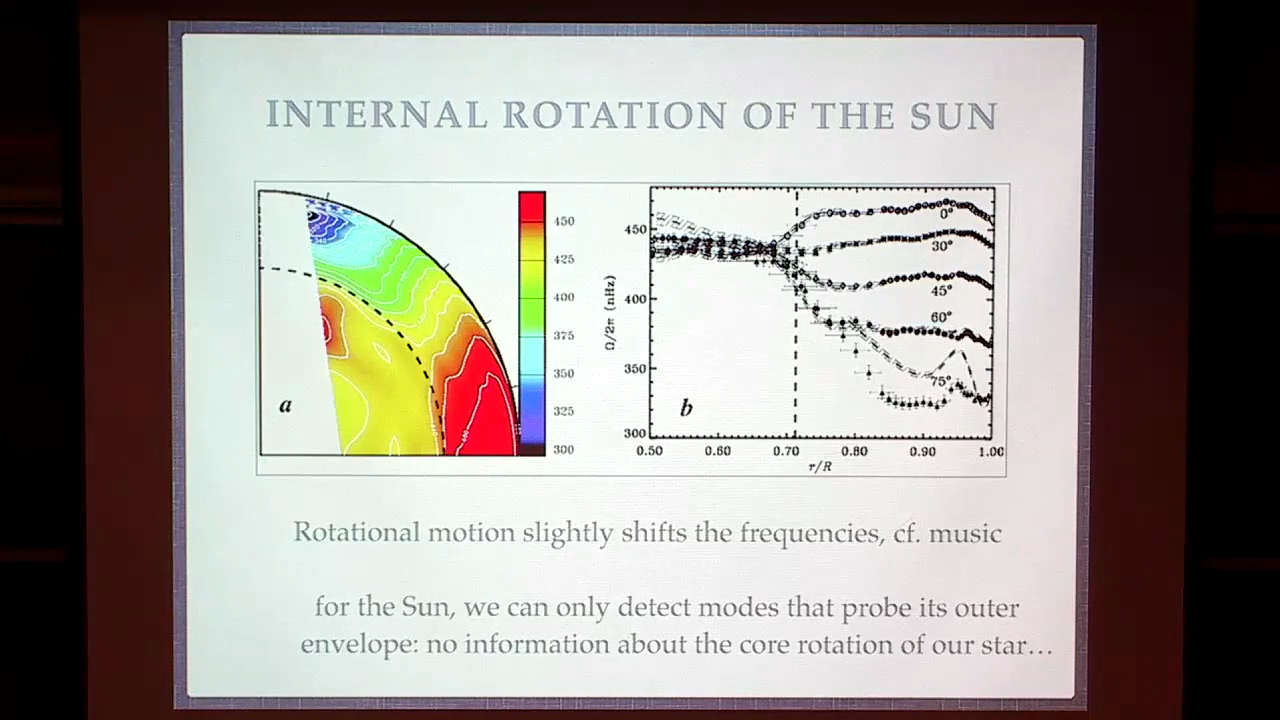 INTERNAL ROTATION OF THE SUN
450
425
400
375
350
325
300
a
Ω/2π (nHz)
450
400
350
300
0°
30°
45°
60°
75°
b
0.50 0.60 0.70 0.80 0.90 1.00
r/R
Rotational motion slightly shifts the frequencies, cf. music
for the Sun, we can only detect modes that probe its outer
envelope: no information about the core rotation of our star…